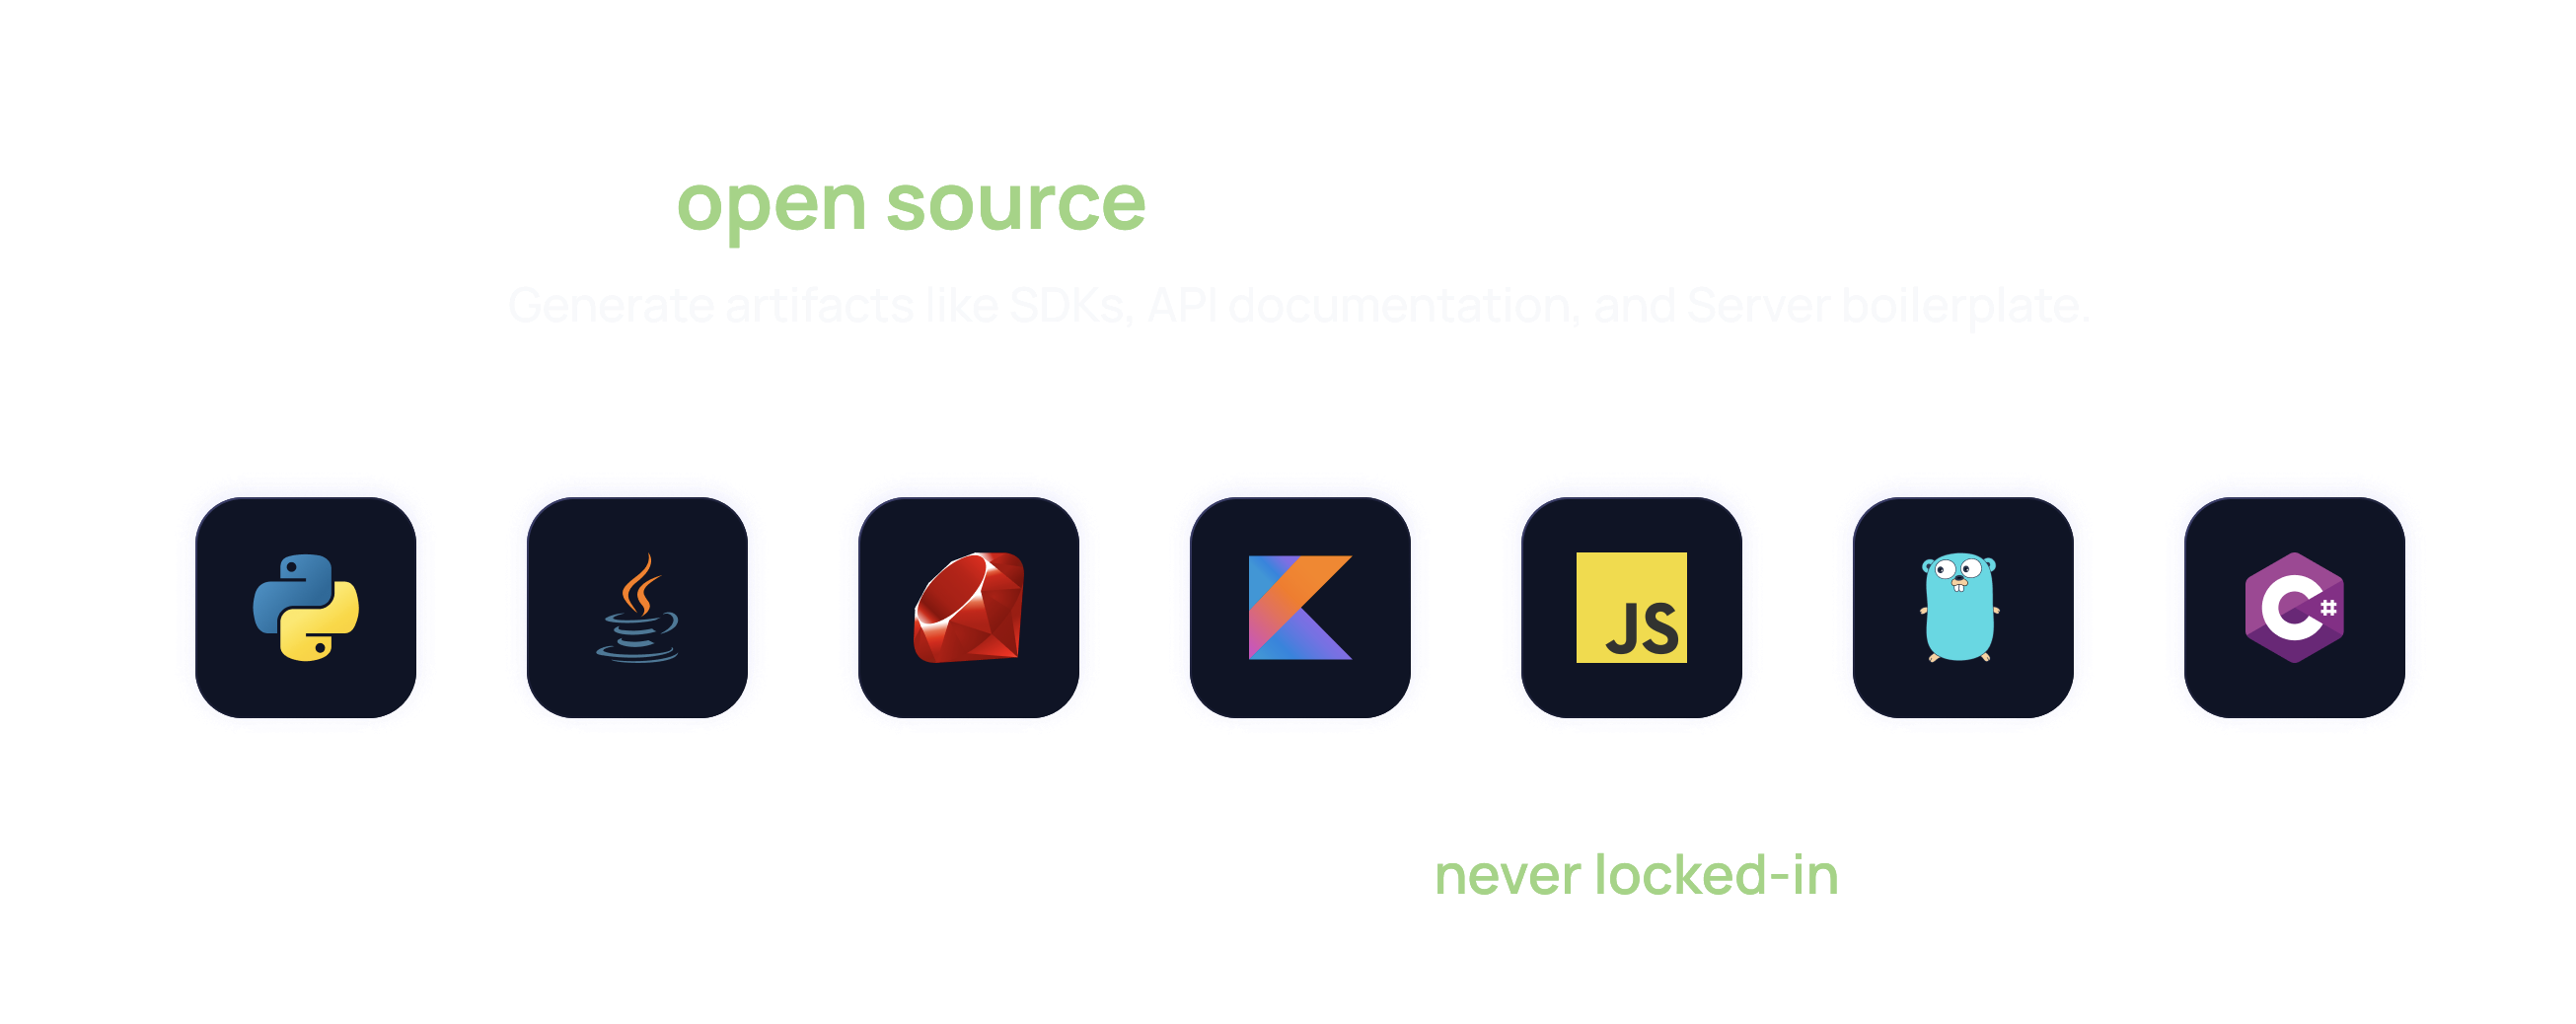 open source
Generate artifacts like SDKs, API documentation, and Server boilerplate.
JS
C#
never locked-in